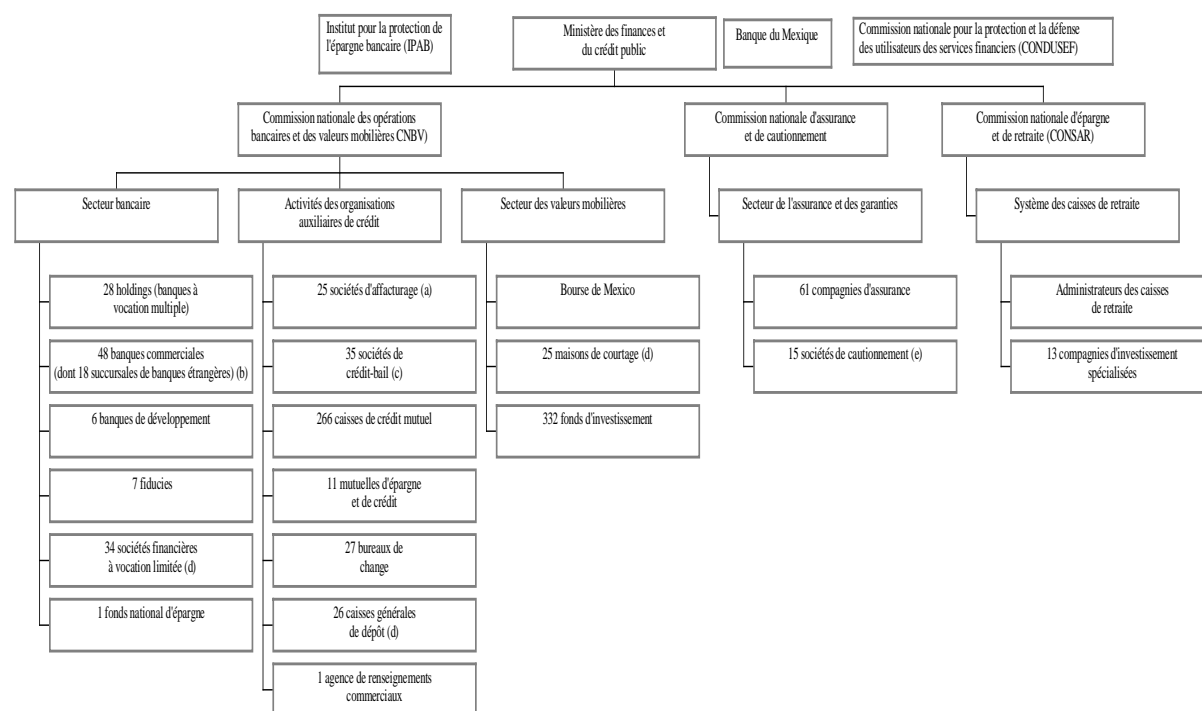 Institut pour la protection de
l'épargne bancaire (IPAB)
Ministère des finances et
du crédit public
Banque du Mexique
Commission nationale pour la protection et la défense
des utilisateurs des services financiers (CONDUSEF)
Commission nationale des opérations
bancaires et des valeurs mobilières CNBV)
Commission nationale d'assurance
et de cautionnement
Commission nationale d'épargne
et de retraite (CONSAR)
Secteur bancaire
Activités des organisations
auxiliaires de crédit
Secteur des valeurs mobilières
Secteur de l'assurance et des garanties
Système des caisses de retraite
28 holdings (banques à
vocation multiple)
48 banques commerciales
(dont 18 succursales de banques étrangères) (b)
6 banques de développement
7 fiducies
34 sociétés financières
à vocation limitée (d)
1 fonds national d'épargne
25 sociétés d'affacturage (a)
35 sociétés de
crédit-bail (c)
266 caisses de crédit mutuel
11 mutuelles d'épargne
et de crédit
27 bureaux de
change
26 caisses générales
de dépôt (d)
1 agence de renseignements
commerciaux
Bourse de Mexico
25 maisons de courtage (d)
332 fonds d'investissement
61 compagnies d'assurance
15 sociétés de cautionnement (e)
Administrateurs des caisses
de retraite
13 compagnies d'investissement
spécialisées